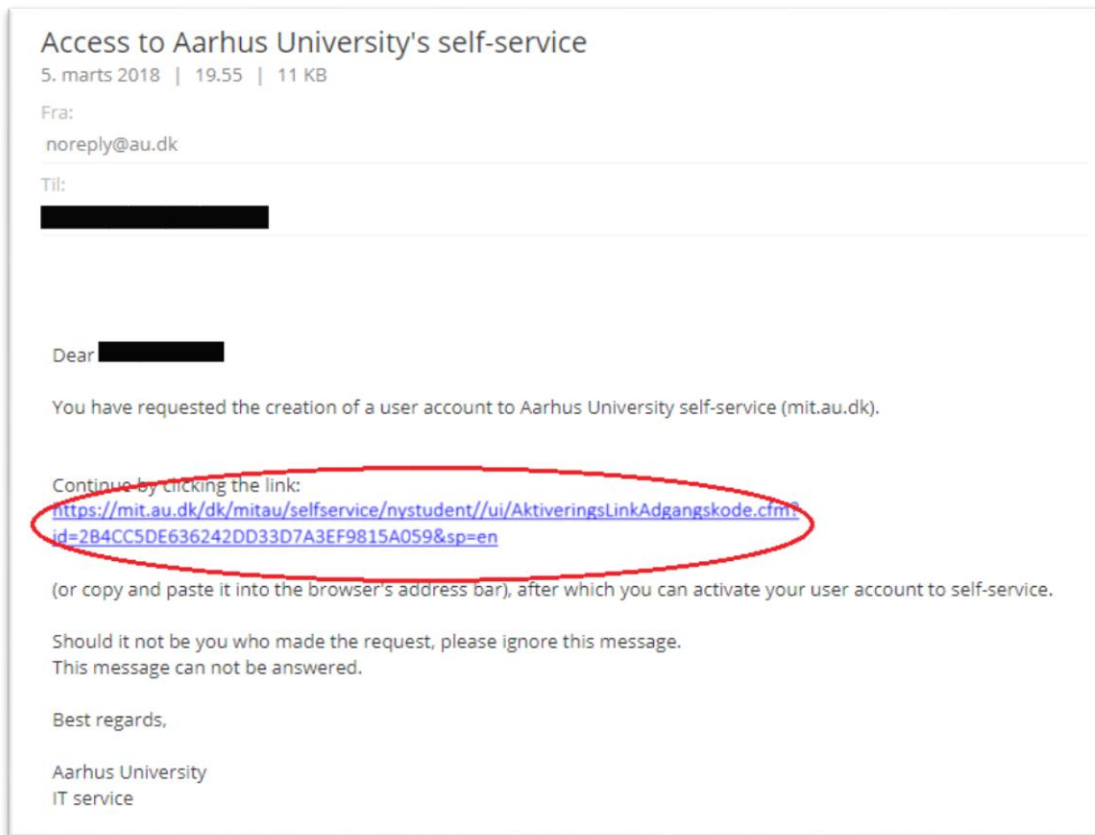 Access to Aarhus University's self-service
5. marts 2018 | 19.55 | 11 KB
Fra:
noreply@au.dk
Til:
Dear
You have requested the creation of a user account to Aarhus University self-service (mit.au.dk).
Continue by clicking the link:
https://mit.au.dk/dk/mitau/selfservice/nystudent//ui/AktiveringsLinkAdgangskode.cfm?
id=2B4CC5DE636242DD33D7A3EF9815A059&sp=en
(or copy and paste it into the browser's address bar), after which you can activate your user account to self-service.
Should it not be you who made the request, please ignore this message.
This message can not be answered.
Best regards,
Aarhus University
IT service